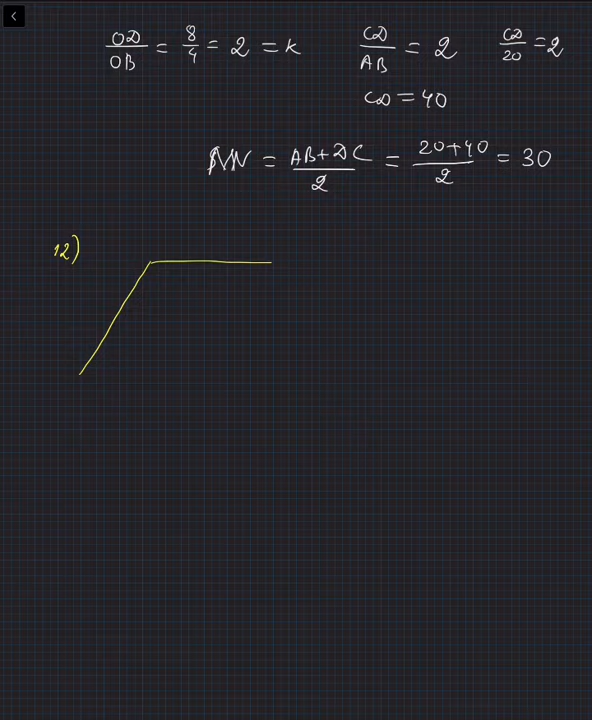 OD/OB = 8/4 = 2 = k    CD/AB = 2    CD/20 = 2
CD = 40
MN = AB+DC/2 = 20+40/2 = 30
12)